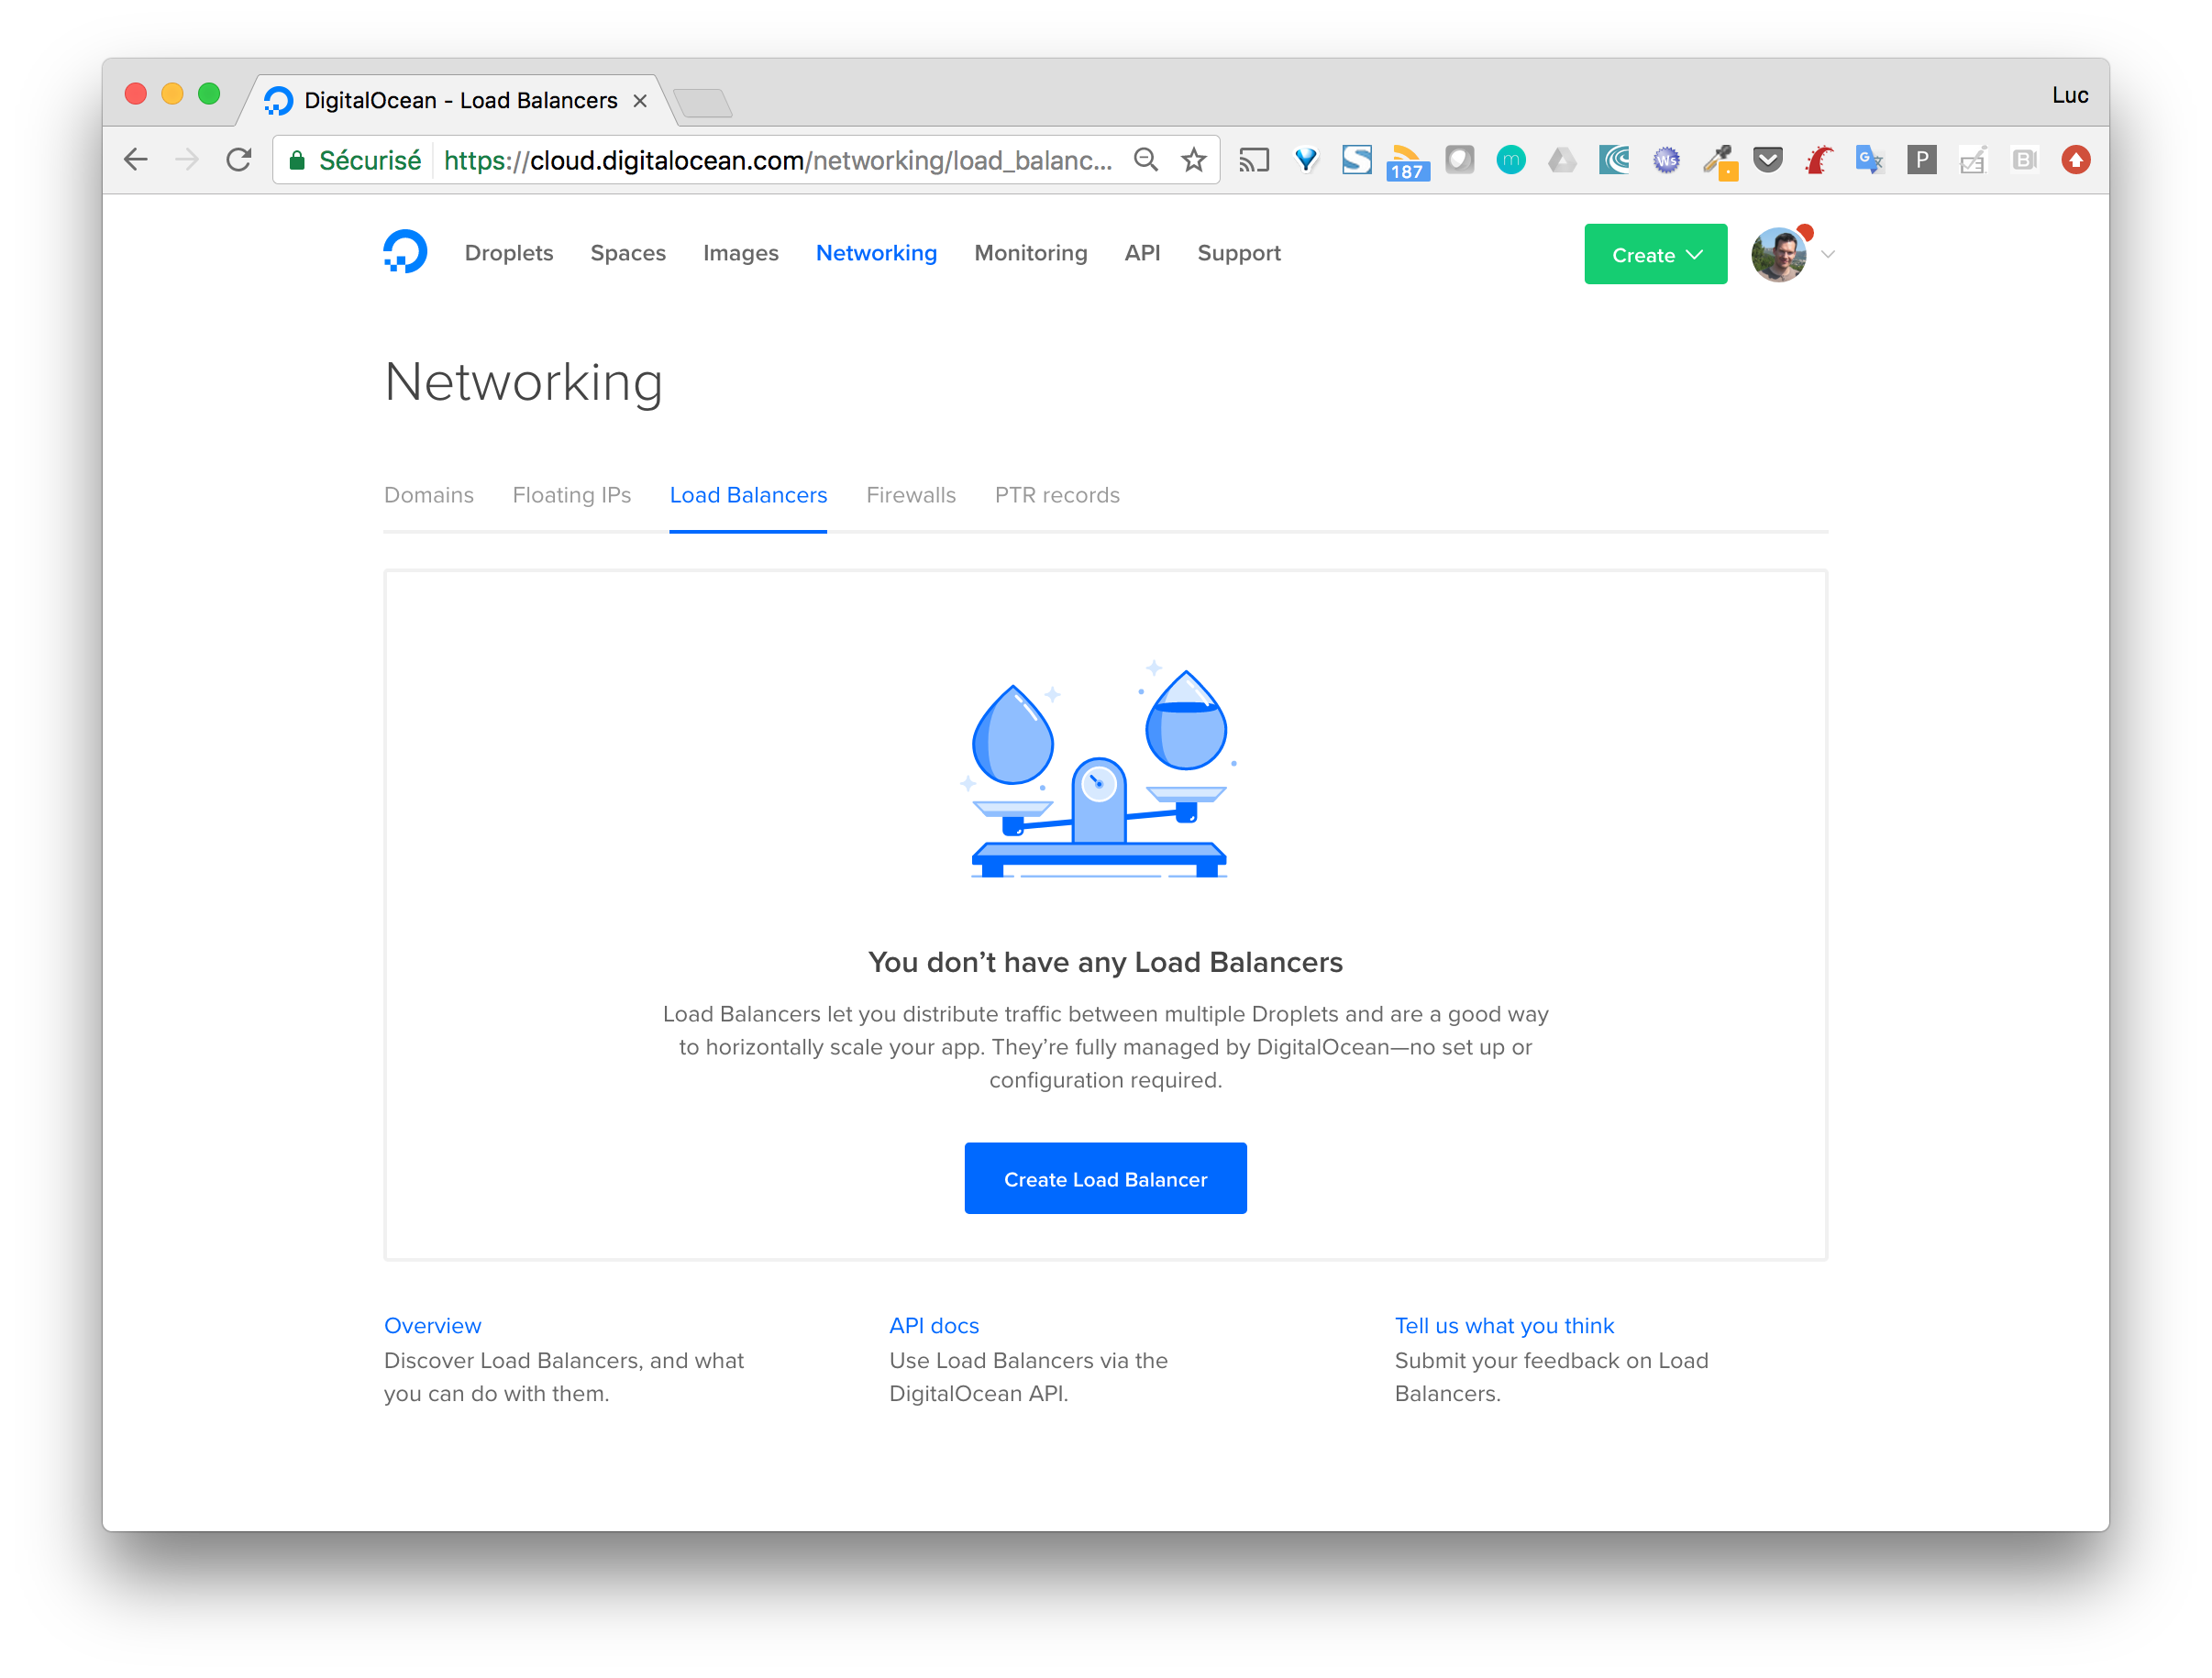 DigitalOcean - Load Balancers
Luc
Sécurisé https://cloud.digitalocean.com/networking/load_balanc...
187
m
Ws
G
P
B
Droplets Spaces Images Networking Monitoring API Support
Create
Networking
Domains Floating IPs Load Balancers Firewalls PTR records
You don’t have any Load Balancers
Load Balancers let you distribute traffic between multiple Droplets and are a good way
to horizontally scale your app. They’re fully managed by DigitalOcean—no set up or
configuration required.
Create Load Balancer
Overview
Discover Load Balancers, and what
you can do with them.
API docs
Use Load Balancers via the
DigitalOcean API.
Tell us what you think
Submit your feedback on Load
Balancers.